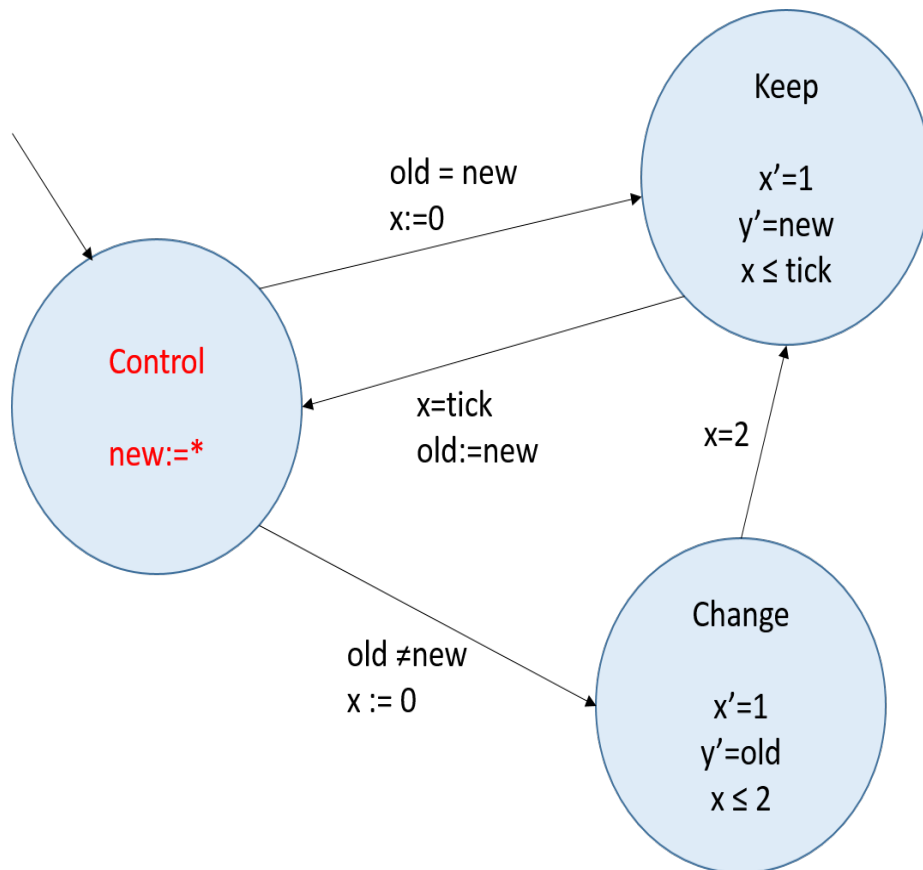 Keep
x’=1
y’=new
x ≤ tick
old = new
x:=0
Control
new:=*
x=tick
old:=new
x=2
old ≠new
x := 0
Change
x’=1
y’=old
x ≤ 2